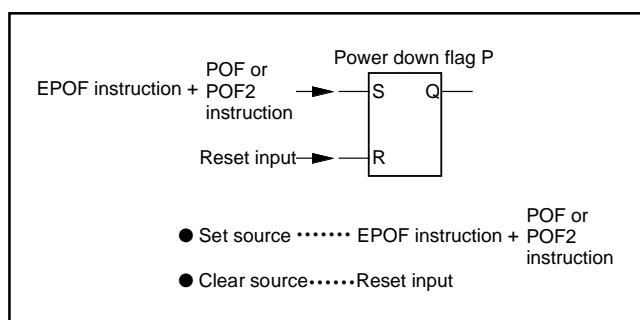 Power down flag P
EPOF instruction + POF or
POF2
instruction
S Q
Reset input
R
● Set source ······· EPOF instruction + POF or
POF2
instruction
● Clear source ······ Reset input